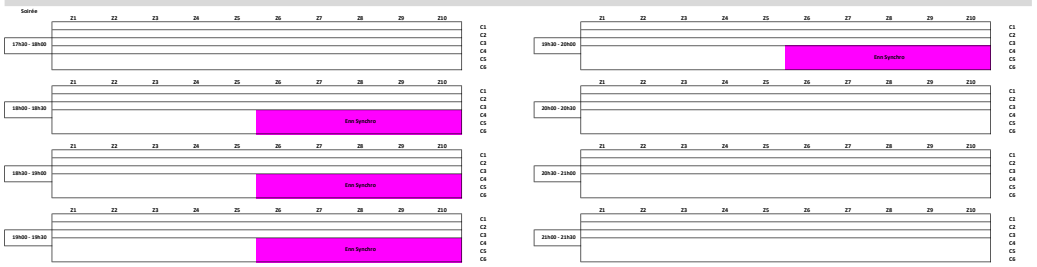 Soirée
Z1 Z2 Z3 Z4 Z5 Z6 Z7 Z8 Z9 Z10
C1
C2
17h30 - 18h00 C3
C4
C5
C6
Z1 Z2 Z3 Z4 Z5 Z6 Z7 Z8 Z9 Z10
C1
C2
18h00 - 18h30 C3
C4
Enn Synchro C5
C6
Z1 Z2 Z3 Z4 Z5 Z6 Z7 Z8 Z9 Z10
C1
C2
18h30 - 19h00 C3
C4
Enn Synchro C5
C6
Z1 Z2 Z3 Z4 Z5 Z6 Z7 Z8 Z9 Z10
C1
C2
19h00 - 19h30 C3
C4
Enn Synchro C5
C6
Z1 Z2 Z3 Z4 Z5 Z6 Z7 Z8 Z9 Z10
C1
C2
19h30 - 20h00 C3
C4
Enn Synchro C5
C6
Z1 Z2 Z3 Z4 Z5 Z6 Z7 Z8 Z9 Z10
C1
C2
20h00 - 20h30 C3
C4
C5
C6
Z1 Z2 Z3 Z4 Z5 Z6 Z7 Z8 Z9 Z10
C1
C2
20h30 - 21h00 C3
C4
C5
C6
Z1 Z2 Z3 Z4 Z5 Z6 Z7 Z8 Z9 Z10
C1
C2
21h00 - 21h30 C3
C4
C5
C6